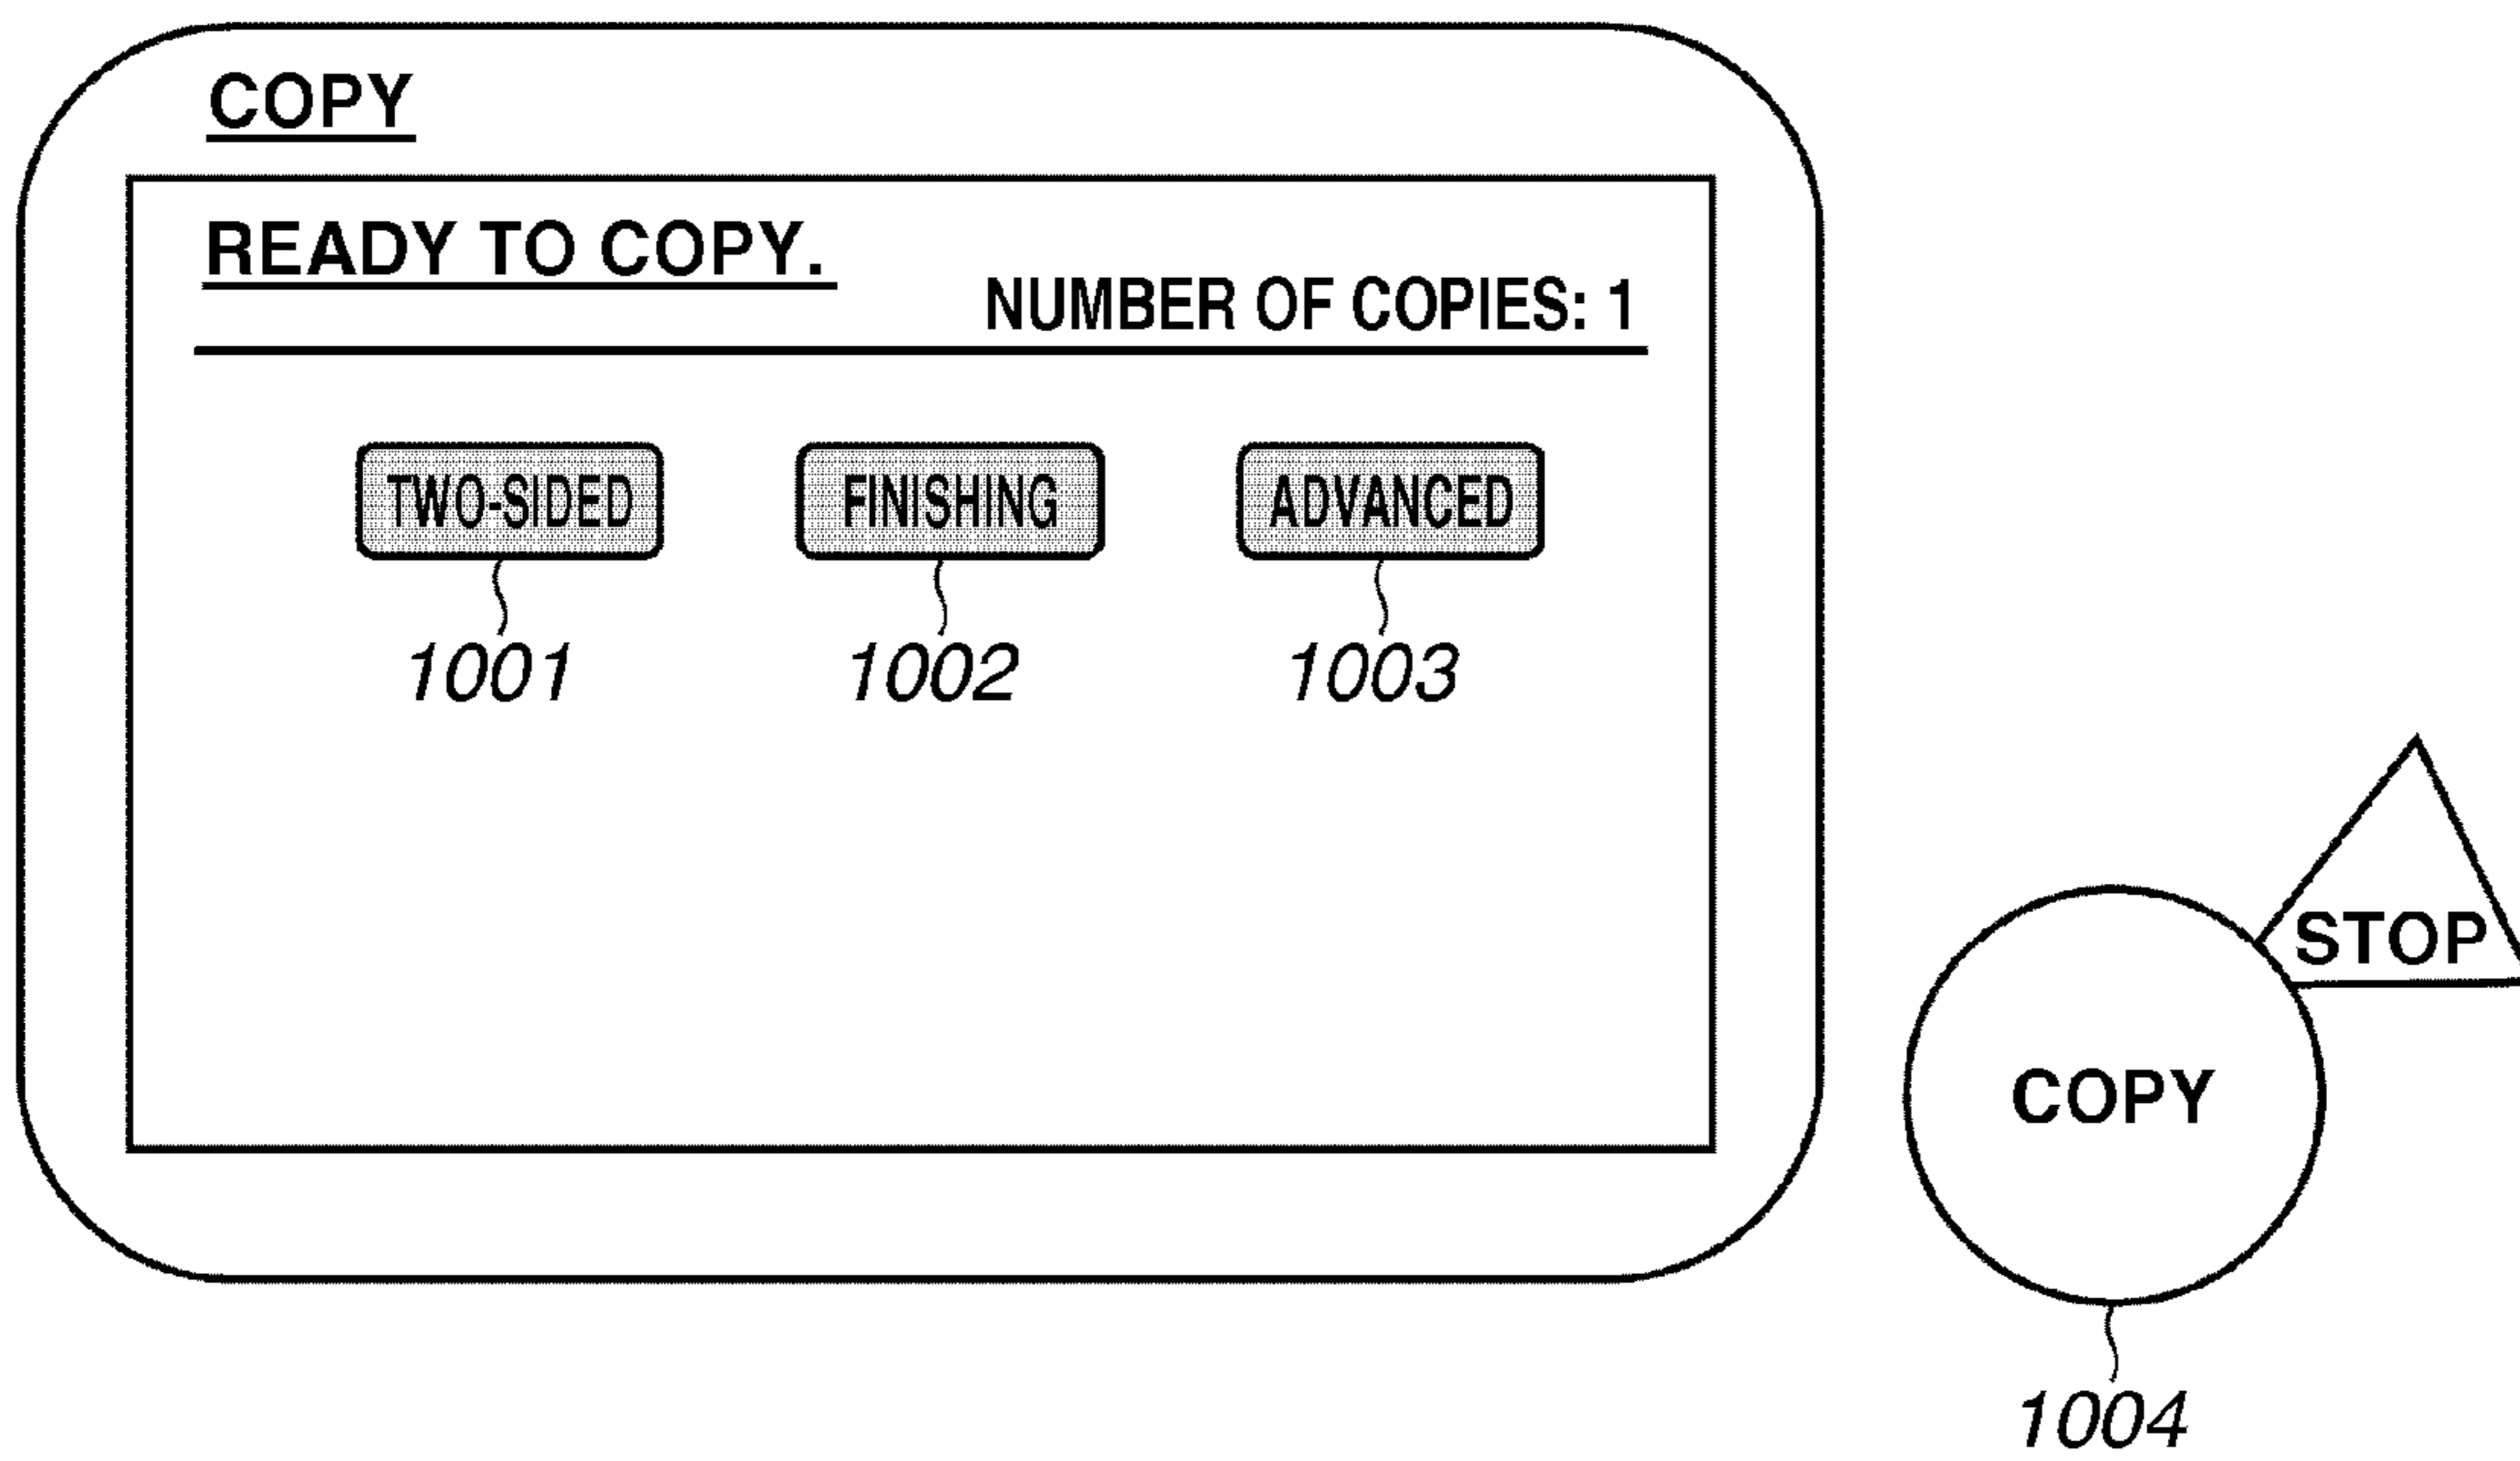 COPY
READY TO COPY.
NUMBER OF COPIES: 1
TWO-SIDED FINISHING ADVANCED
1001 1002 1003
STOP
COPY
1004